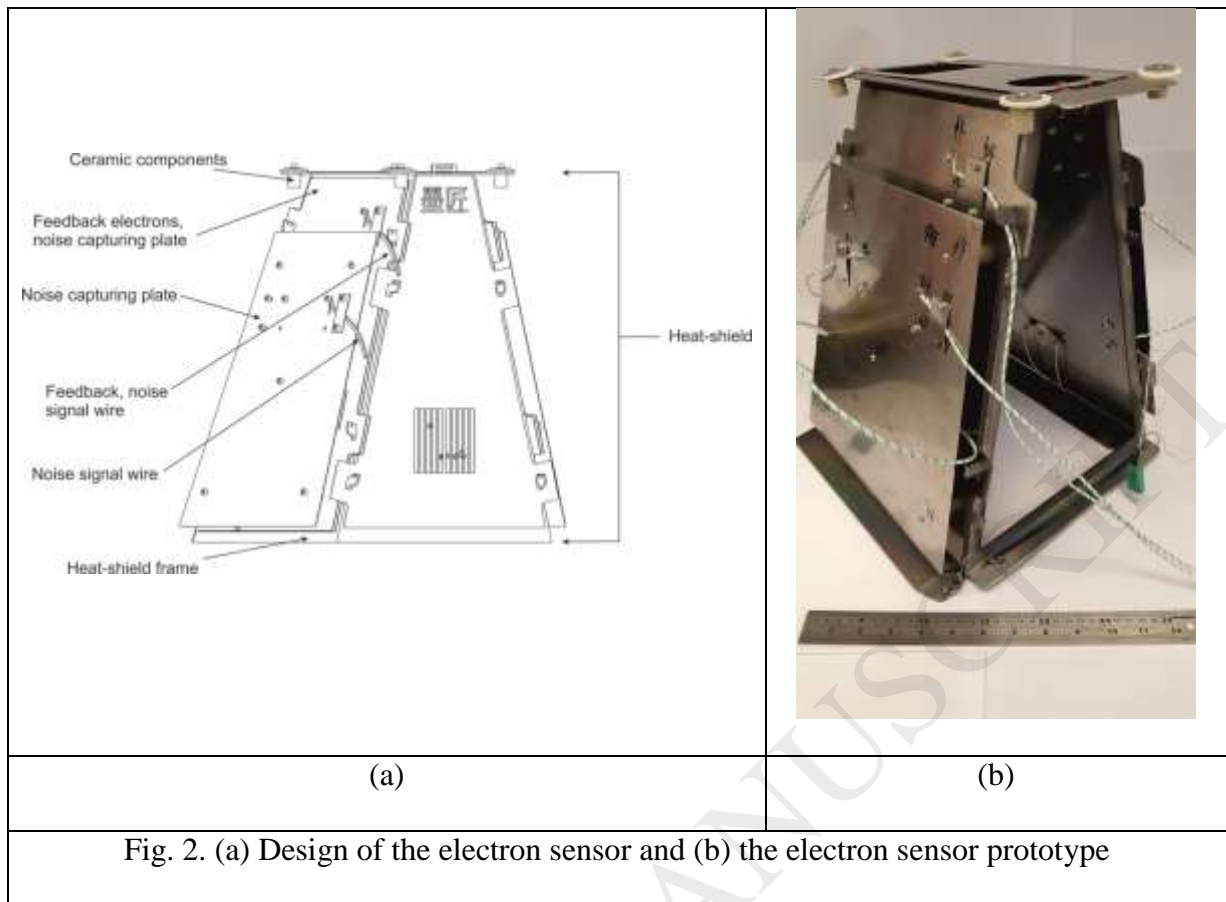 Ceramic components
Feedback electrons,
noise capturing plate
Noise capturing plate
Feedback, noise
signal wire
Noise signal wire
Heat-shield frame
Heat-shield
(a)
(b)
Fig. 2. (a) Design of the electron sensor and (b) the electron sensor prototype
ANUSCRIPT